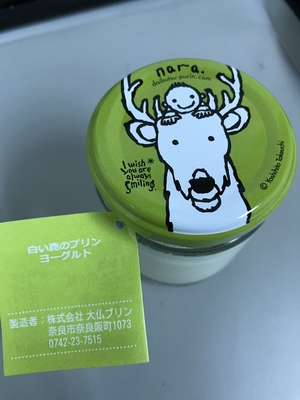 nara.
daibutsu-purin.com
I wish
you are
always
smiling.
© Yoshihiro Takeuchi
白い鹿のプリン
ヨーグルト
製造者：株式会社 大仏プリン
奈良市奈良阪町1073
0742-23-7515